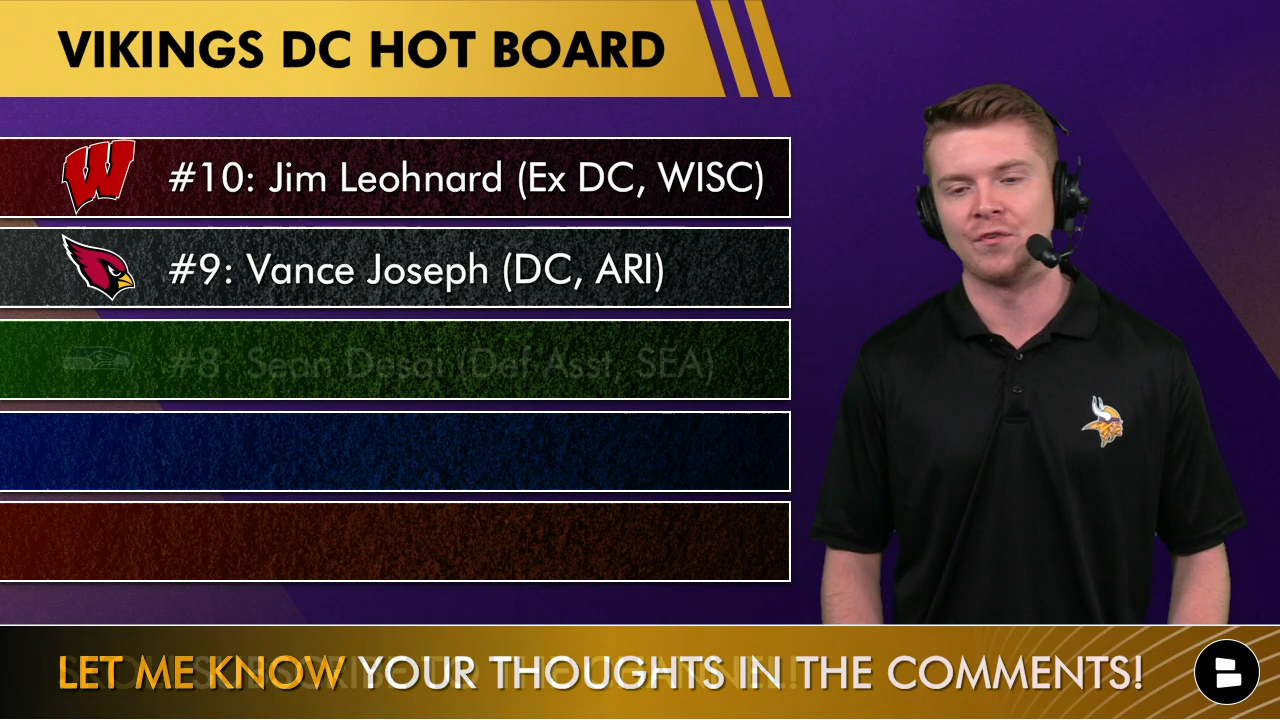 VIKINGS DC HOT BOARD
#10: Jim Leohnard (Ex DC, WISC)
#9: Vance Joseph (DC, ARI)
#8 Sean Desai (Def Asst, SEA)
LET ME KNOW YOUR THOUGHTS IN THE COMMENTS!